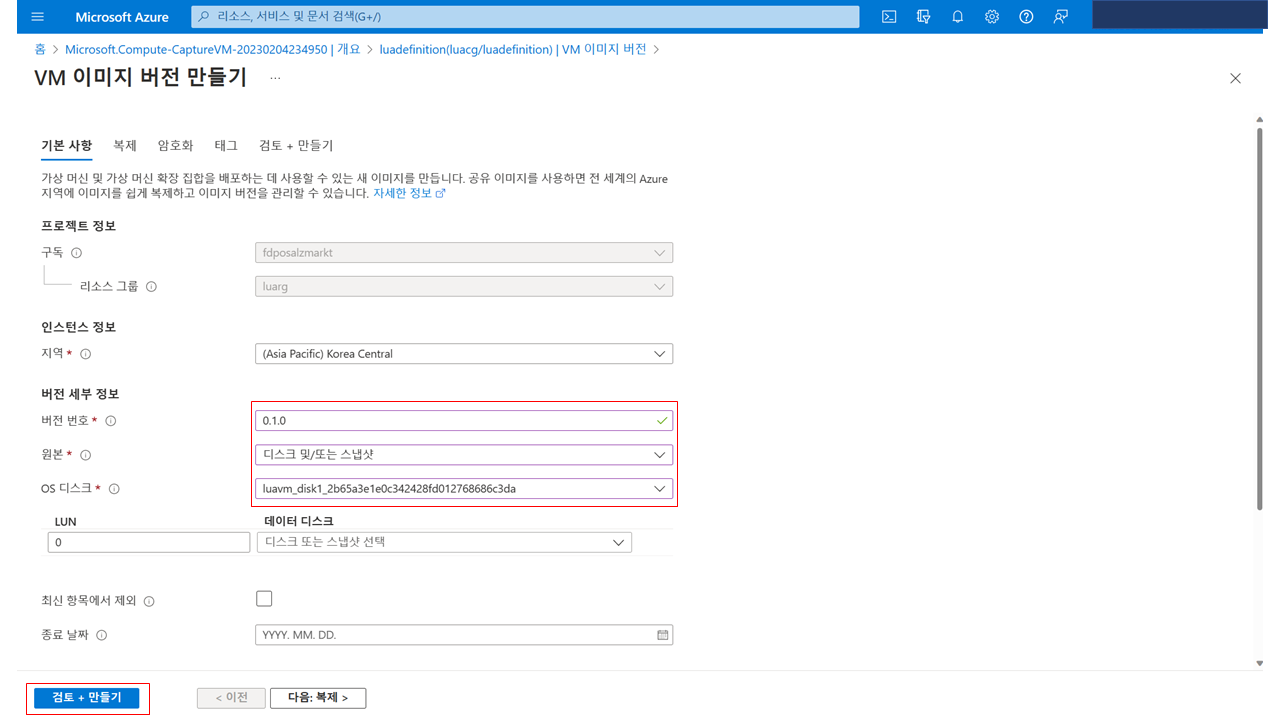 Microsoft Azure
리소스, 서비스 및 문서 검색(G+/)
홈 > Microsoft.Compute-CaptureVM-20230204234950 | 개요 > luadefinition(luacg/luadefinition) | VM 이미지 버전 >
VM 이미지 버전 만들기 ...
기본 사항 복제 암호화 태그 검토 + 만들기
가상 머신 및 가상 머신 확장 집합을 배포하는 데 사용할 수 있는 새 이미지를 만듭니다. 공유 이미지를 사용하면 전 세계의 Azure
지역에 이미지를 쉽게 복제하고 이미지 버전을 관리할 수 있습니다. 자세한 정보
프로젝트 정보
구독 fdposalzmarkt
리소스 그룹 luarg
인스턴스 정보
지역 * (Asia Pacific) Korea Central
버전 세부 정보
버전 번호 * 0.1.0
원본 * 디스크 및/또는 스냅샷
OS 디스크 * luavm_disk1_2b65a3e1e0c342428fd012768686c3da
LUN 데이터 디스크
0 디스크 또는 스냅샷 선택
최신 항목에서 제외
종료 날짜 YYYY. MM. DD.
검토 + 만들기 < 이전 다음: 복제 >